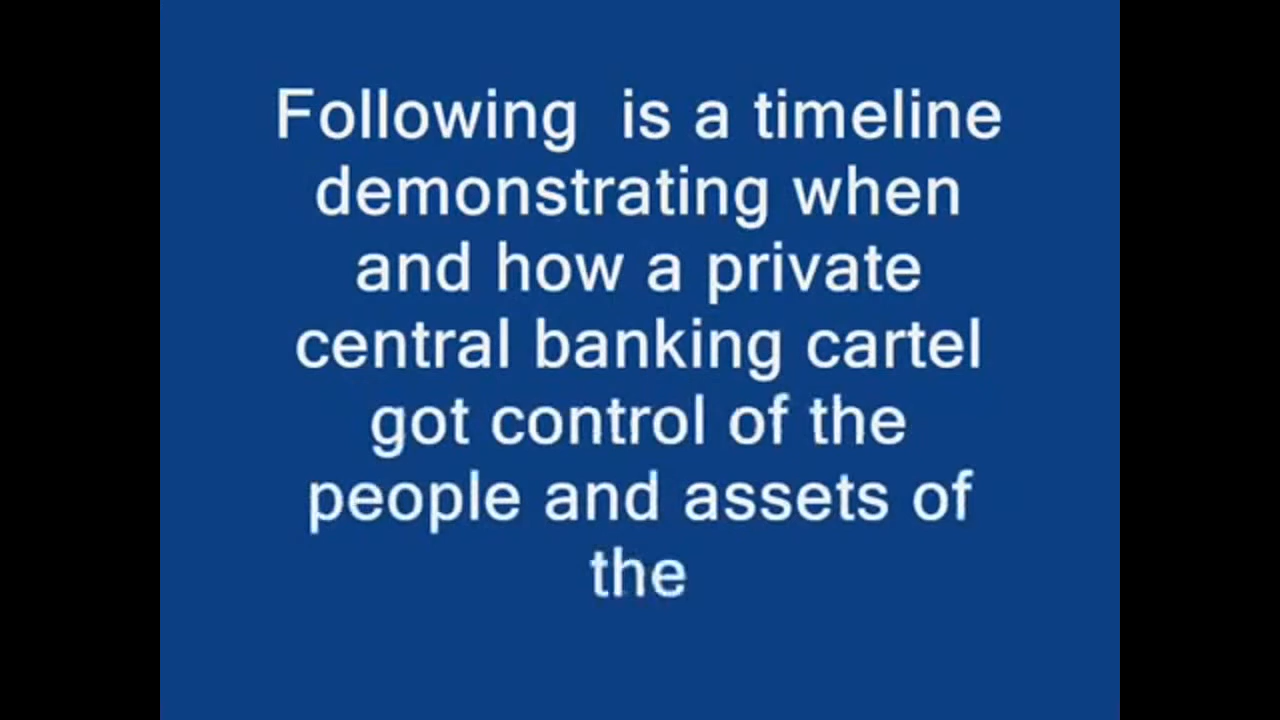 Following  is a timeline
demonstrating when
and how a private
central banking cartel
got control of the
people and assets of
the